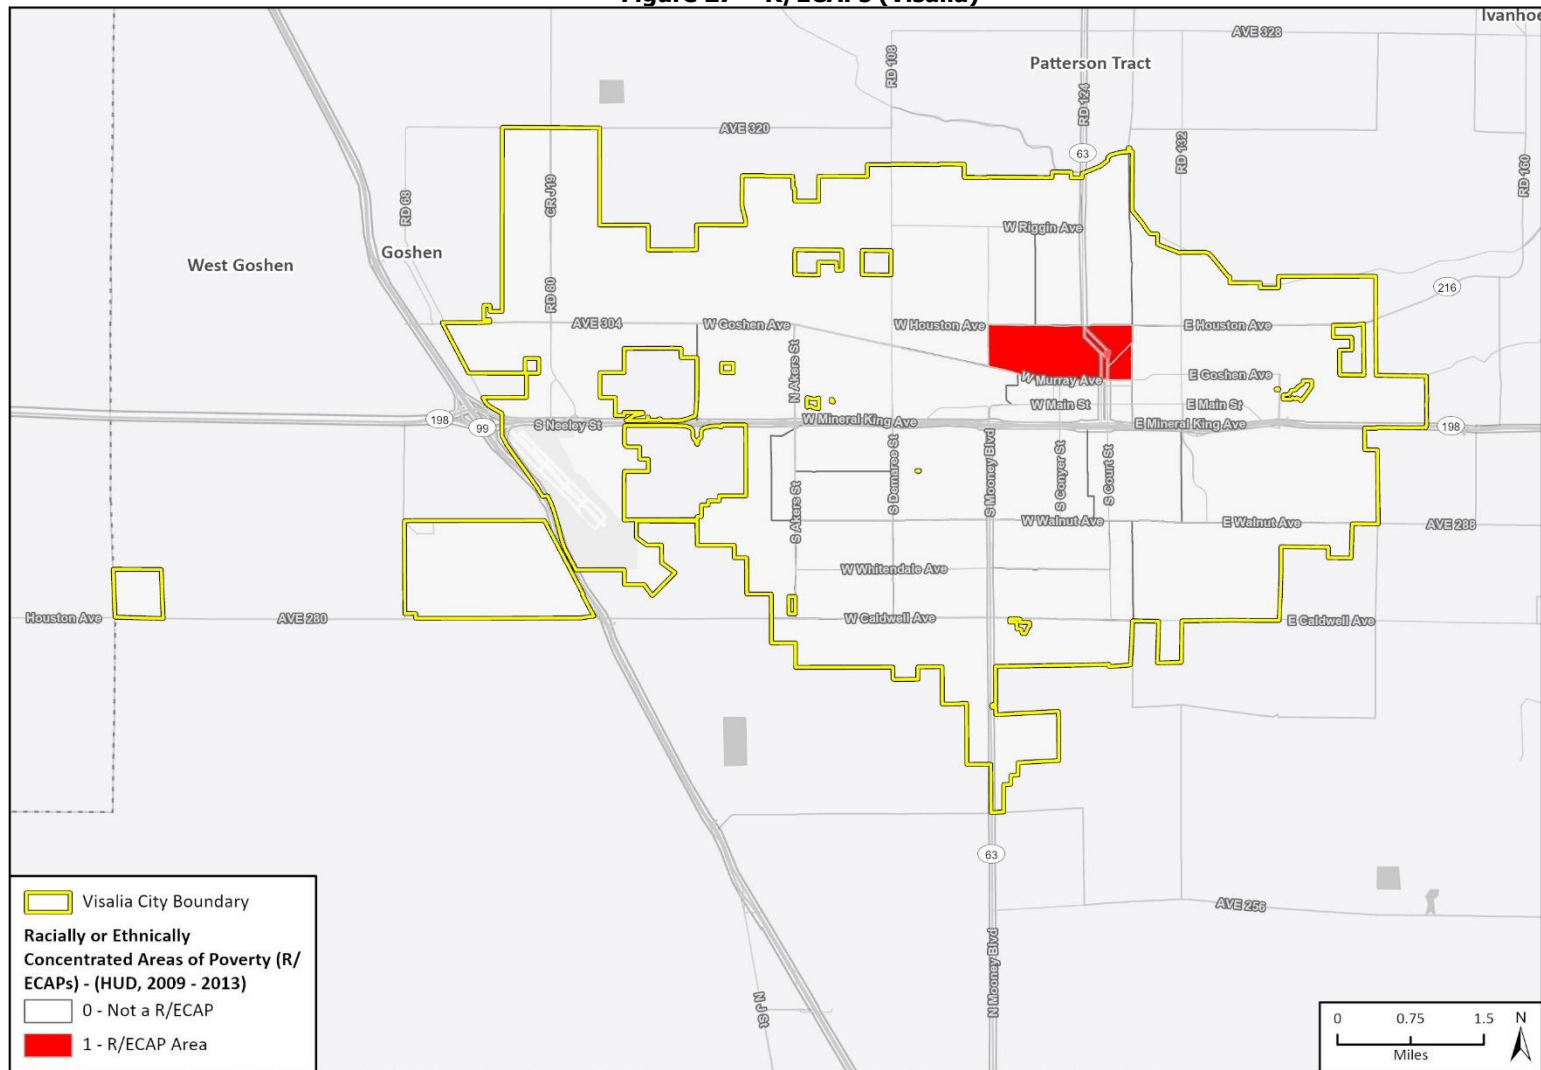 Ivanhoe
AVE 328
Patterson Tract
RD 108
RD 124
AVE 320
63
RD 132
RD 160
RD 68
CR J19
W Riggin Ave
Goshen
West Goshen
216
RD 80
AVE 304
W Goshen Ave
W Houston Ave
E Houston Ave
N Akers St
W Murray Ave
E Goshen Ave
W Main St
E Main St
198
99
S Neeley St
W Mineral King Ave
E Mineral King Ave
198
S Akers St
S Demaree St
S Mooney Blvd
S Conyer St
S Court St
W Walnut Ave
E Walnut Ave
AVE 288
W Whitendale Ave
Houston Ave
AVE 280
W Caldwell Ave
E Caldwell Ave
63
AVE 256
N Mooney Blvd
N J St
Visalia City Boundary
Racially or Ethnically
Concentrated Areas of Poverty (R/
ECAPs) - (HUD, 2009 - 2013)
0 - Not a R/ECAP
1 - R/ECAP Area
0 0.75 1.5
Miles
N